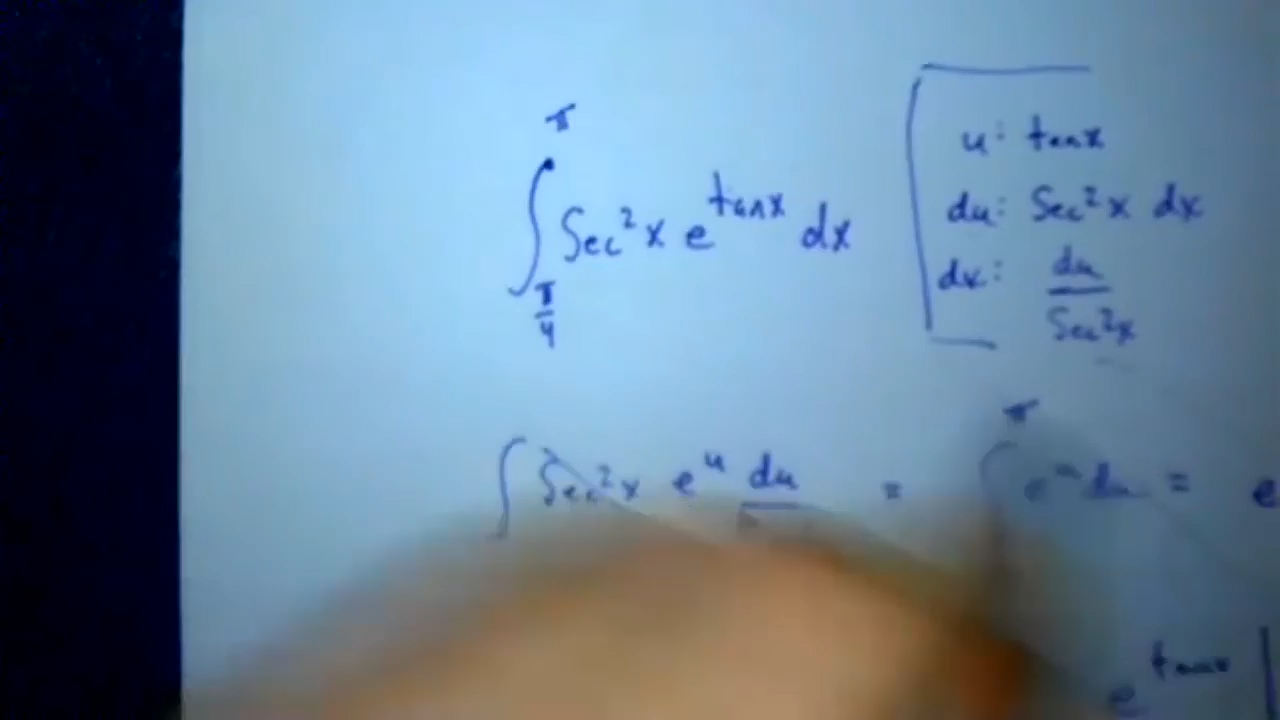 π
∫ Sec²x e^tanx dx
π/4
u: tanx
du: Sec²x dx
dx: du/Sec²x
π
∫ Sec²x e^u du = ∫ e^u du = e
e^tanx |